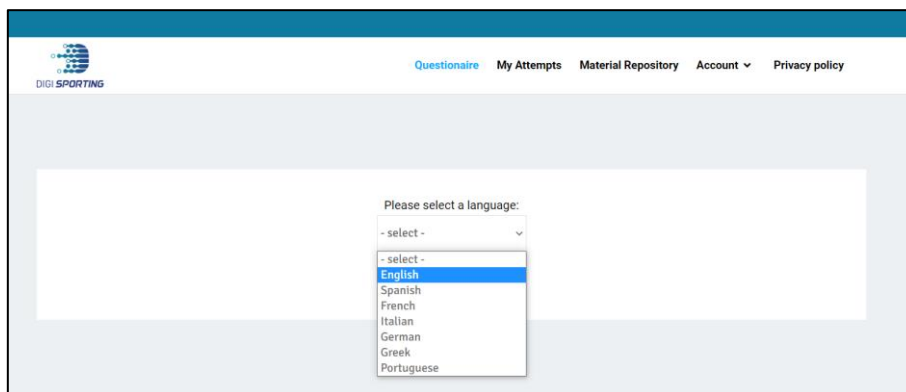 DIGI SPORTING
Questionaire My Attempts Material Repository Account Privacy policy
Please select a language:
- select -
- select -
English
Spanish
French
Italian
German
Greek
Portuguese